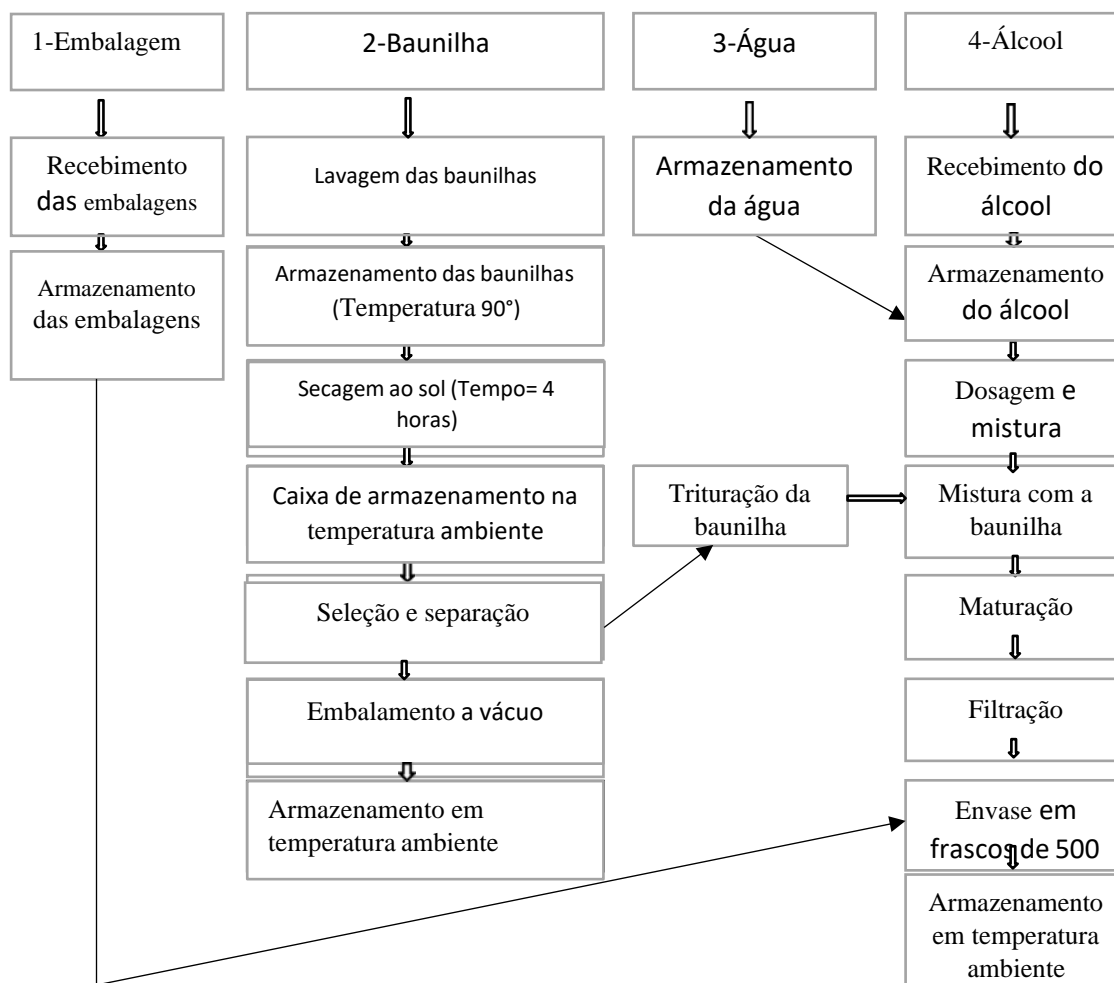 1-Embalagem
Recebimento
das embalagens
Armazenamento
das embalagens
2-Baunilha
Lavagem das baunilhas
Armazenamento das baunilhas
(Temperatura 90°)
Secagem ao sol (Tempo= 4
horas)
Caixa de armazenamento na
temperatura ambiente
Seleção e separação
Embalamento a vácuo
Armazenamento em
temperatura ambiente
3-Água
Armazenamento
da água
Trituração da
baunilha
4-Álcool
Recebimento do
álcool
Armazenamento
do álcool
Dosagem e
mistura
Mistura com a
baunilha
Maturação
Filtração
Envase em
frascos de 500
Armazenamento
em temperatura
ambiente